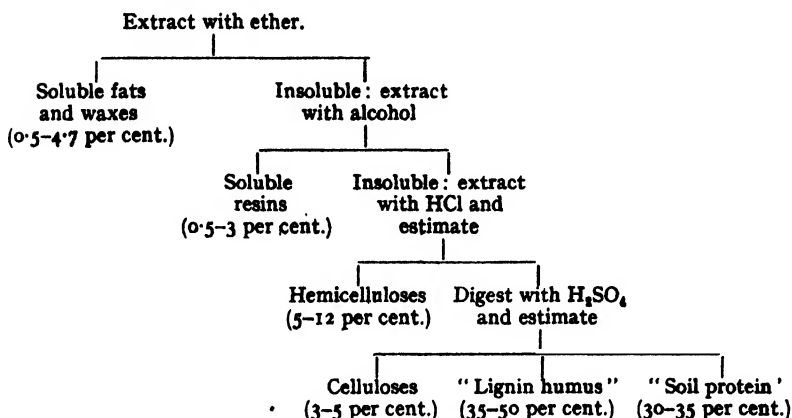 Extract with ether.
Soluble fats
and waxes
(0·5–4·7 per cent.)
Insoluble: extract
with alcohol
Soluble
resins
(0·5–3 per cent.)
Insoluble: extract
with HCl and
estimate
Hemicelluloses
(5–12 per cent.)
Digest with H₂SO₄
and estimate
Celluloses
(3–5 per cent.)
"Lignin humus"
(35–50 per cent.)
"Soil protein'
(30–35 per cent.)